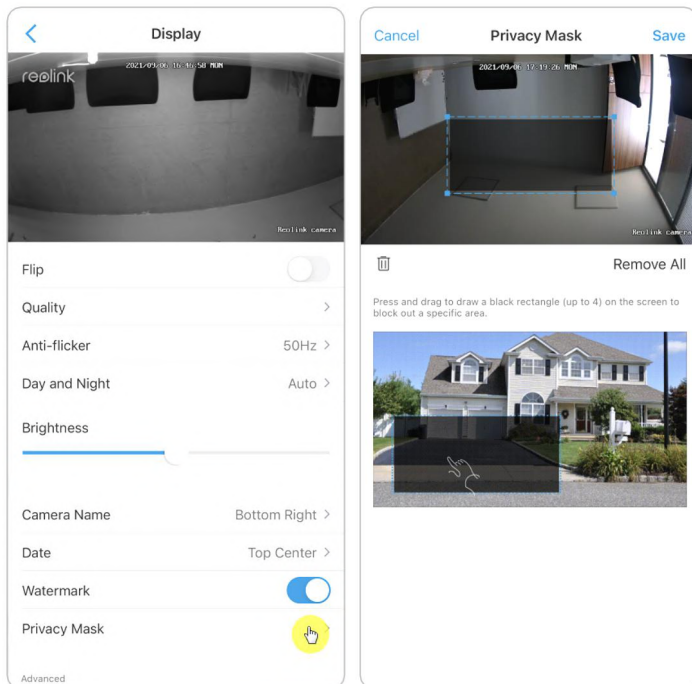 Display
reolink
2021/09/06 16:46:58 MON
Reolink camera
Flip
Quality
Anti-flicker 50Hz
Day and Night Auto
Brightness
Camera Name Bottom Right
Date Top Center
Watermark
Privacy Mask
Advanced
Cancel Privacy Mask Save
2021/09/06 17:19:26 MON
Reolink camera
Remove All
Press and drag to draw a black rectangle (up to 4) on the screen to
block out a specific area.